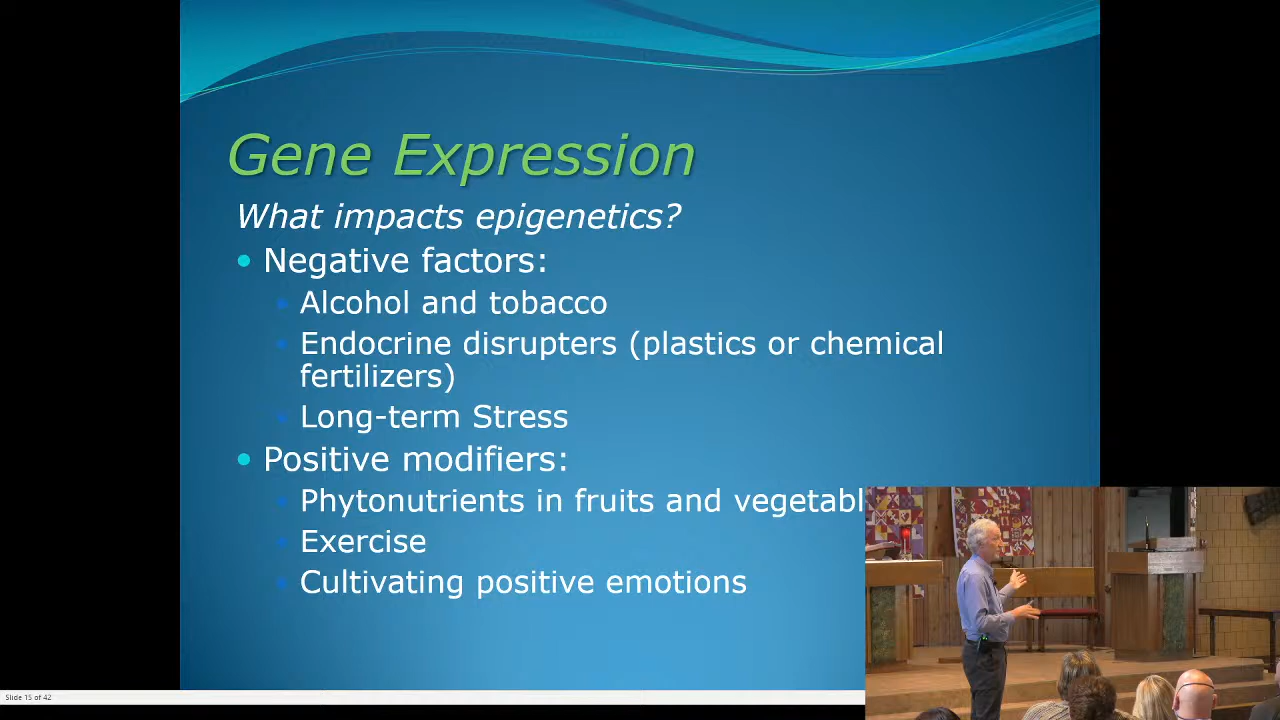 Gene Expression
What impacts epigenetics?
Negative factors:
Alcohol and tobacco
Endocrine disrupters (plastics or chemical
fertilizers)
Long-term Stress
Positive modifiers:
Phytonutrients in fruits and vegetabl
Exercise
Cultivating positive emotions
Slide 15 of 42